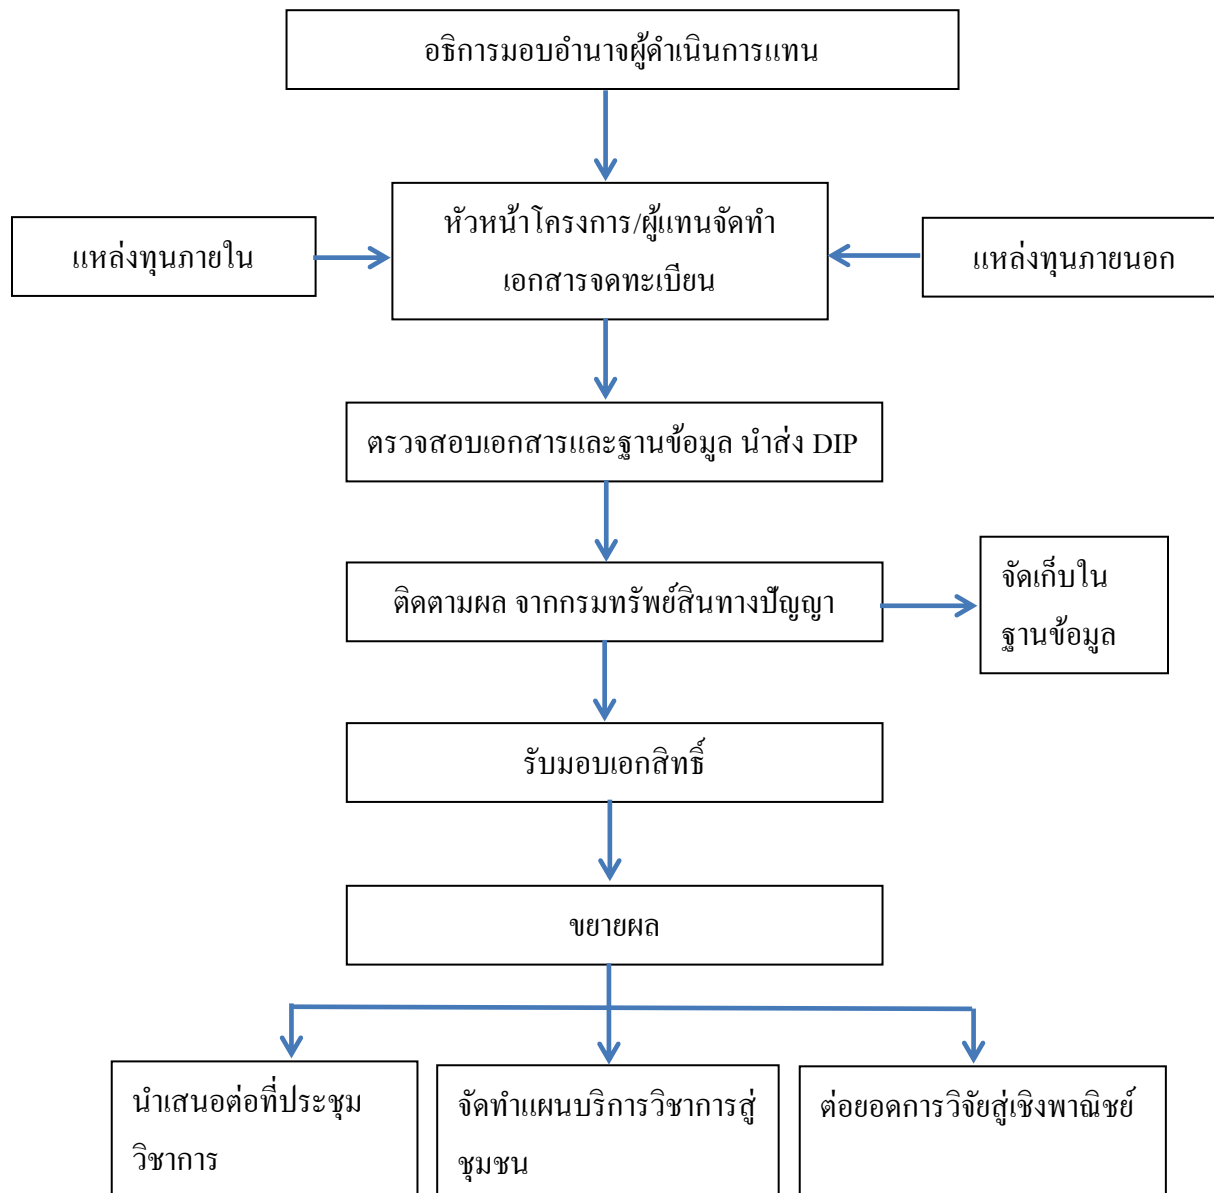 อธิการมอบอำนาจผู้ดำเนินการแทน
หัวหน้าโครงการ/ผู้แทนจัดทำ
เอกสารจดทะเบียน
แหล่งทุนภายใน
แหล่งทุนภายนอก
ตรวจสอบเอกสารและฐานข้อมูล นำส่ง DIP
ติดตามผล จากกรมทรัพย์สินทางปัญญา
จัดเก็บใน
ฐานข้อมูล
รับมอบเอกสิทธิ์
ขยายผล
นำเสนอต่อที่ประชุม
วิชาการ
จัดทำแผนบริการวิชาการสู่
ชุมชน
ต่อยอดการวิจัยสู่เชิงพาณิชย์